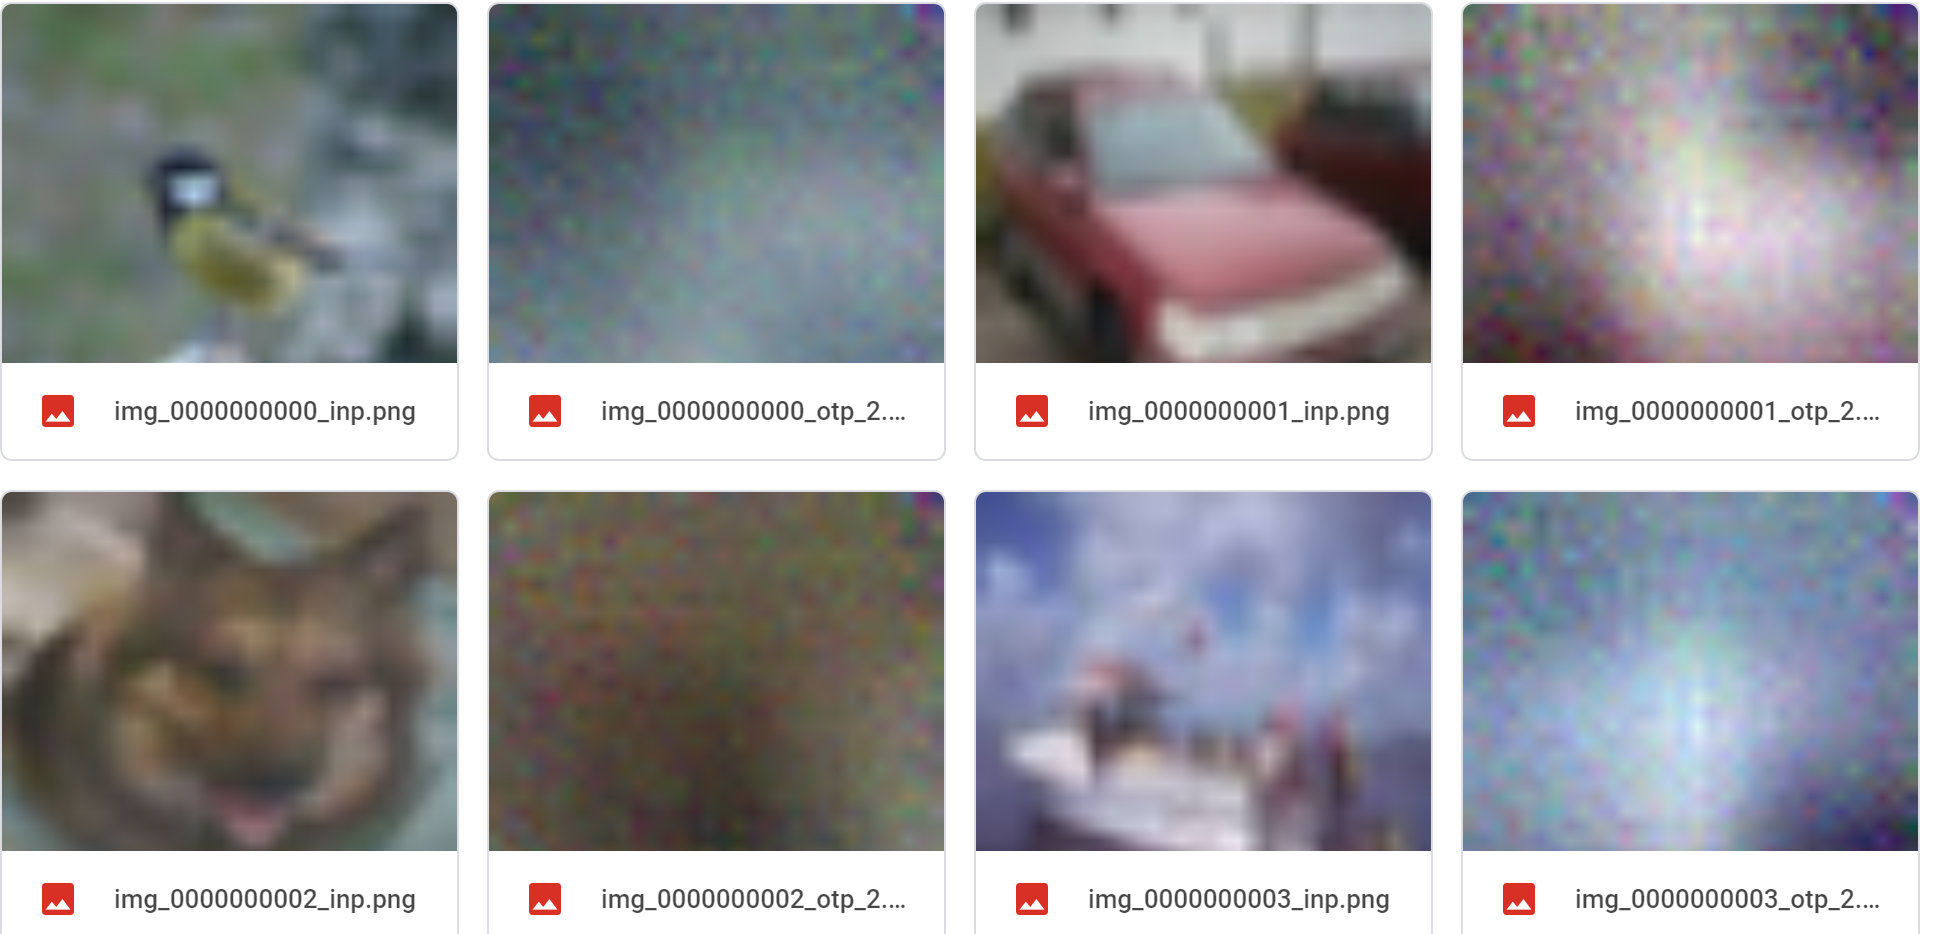 img_0000000000_inp.png
img_0000000000_otp_2....
img_0000000001_inp.png
img_0000000001_otp_2....
img_0000000002_inp.png
img_0000000002_otp_2....
img_0000000003_inp.png
img_0000000003_otp_2....